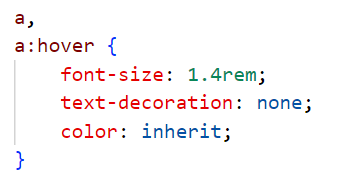 a,
a:hover {
    font-size: 1.4rem;
    text-decoration: none;
    color: inherit;
}